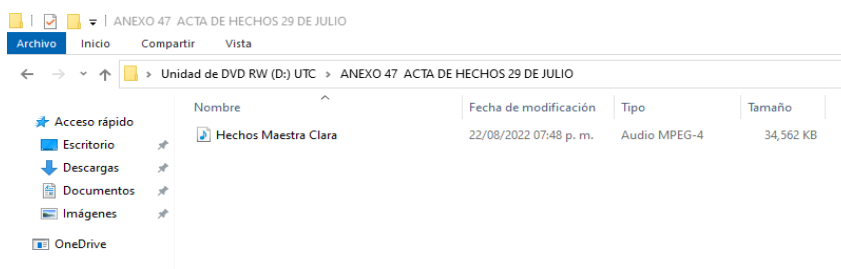 ANEXO 47 ACTA DE HECHOS 29 DE JULIO
Archivo Inicio Compartir Vista
Unidad de DVD RW (D:) UTC > ANEXO 47 ACTA DE HECHOS 29 DE JULIO
Nombre Fecha de modificación Tipo Tamaño
Acceso rápido
Hechos Maestra Clara 22/08/2022 07:48 p. m. Audio MPEG-4 34,562 KB
Escritorio
Descargas
Documentos
Imágenes
OneDrive